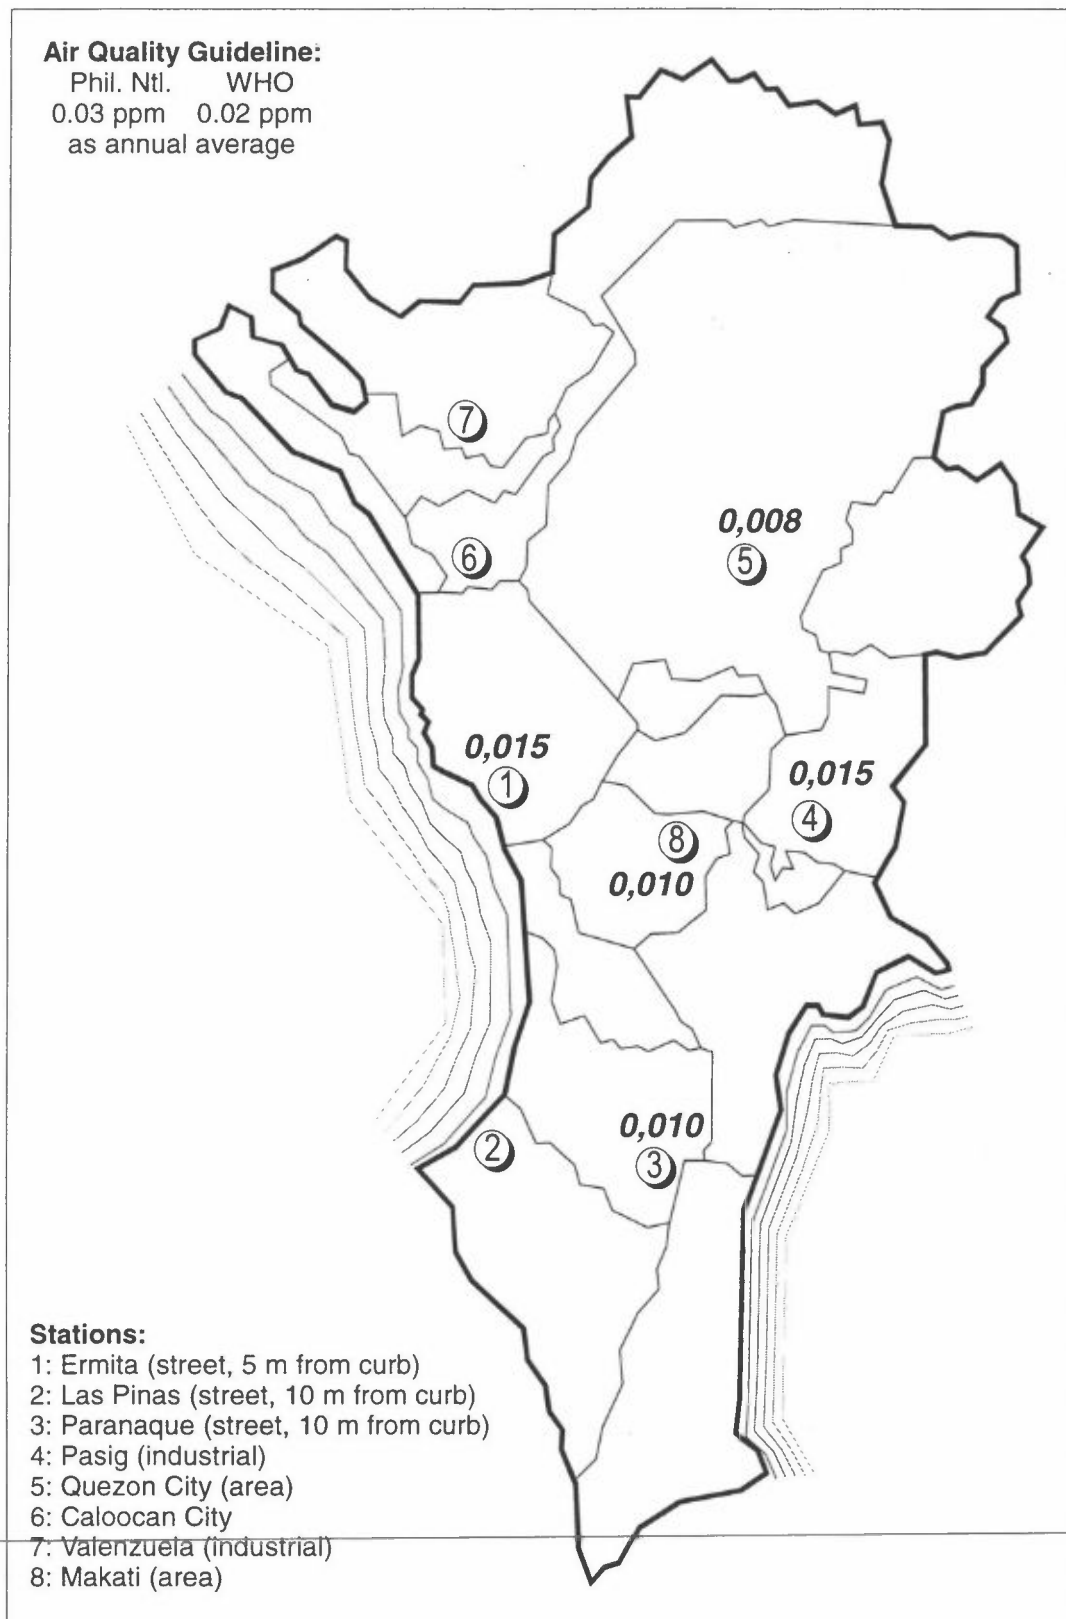 Air Quality Guideline:
Phil. Ntl. WHO
0.03 ppm 0.02 ppm
as annual average
7
0,008
6
5
0,015
1
0,015
4
8
0,010
0,010
2
3
Stations:
1: Ermita (street, 5 m from curb)
2: Las Pinas (street, 10 m from curb)
3: Paranaque (street, 10 m from curb)
4: Pasig (industrial)
5: Quezon City (area)
6: Caloocan City
7: Valenzuela (industrial)
8: Makati (area)